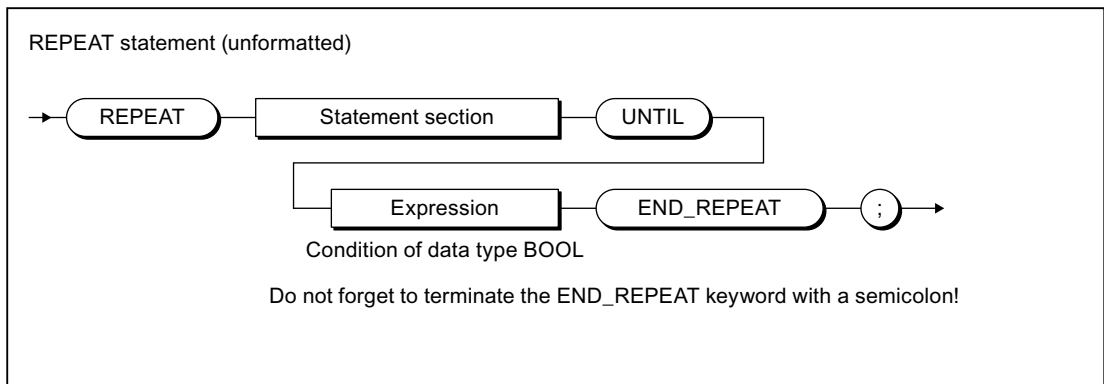 REPEAT statement (unformatted)
REPEAT Statement section UNTIL
Expression END_REPEAT ;
Condition of data type BOOL
Do not forget to terminate the END_REPEAT keyword with a semicolon!